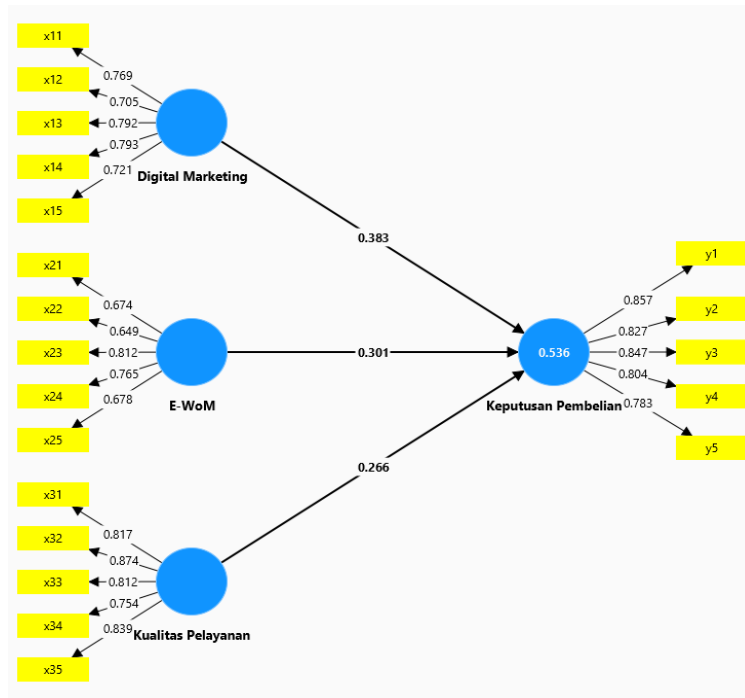 x11
0.769
x12
0.705
x13
0.792
x14
0.793
x15
0.721
Digital Marketing
0.383
x21
0.674
x22
0.649
x23
0.812
x24
0.765
x25
0.678
E-WoM
0.301
x31
0.817
x32
0.874
x33
0.812
x34
0.754
x35
0.839
Kualitas Pelayanan
0.266
0.536
Keputusan Pembelian
y1
0.857
y2
0.827
y3
0.847
y4
0.804
y5
0.783